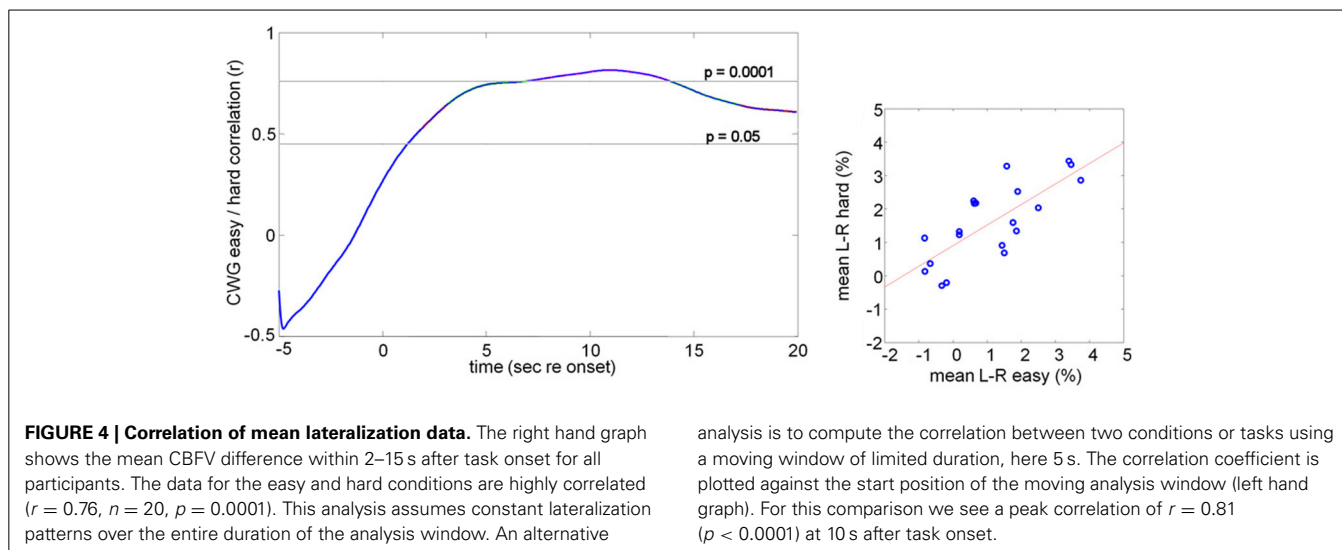 1
0.5
0
-0.5
CWG easy / hard correlation (r)
p = 0.0001
p = 0.05
-5
0
5
10
15
20
time (sec re onset)
5
4
3
2
1
0
-1
-2
mean L-R hard (%)
-2
-1
0
1
2
3
4
5
mean L-R easy (%)
FIGURE 4 | Correlation of mean lateralization data. The right hand graph
shows the mean CBFV difference within 2–15 s after task onset for all
participants. The data for the easy and hard conditions are highly correlated
(r = 0.76, n = 20, p = 0.0001). This analysis assumes constant lateralization
patterns over the entire duration of the analysis window. An alternative
analysis is to compute the correlation between two conditions or tasks using
a moving window of limited duration, here 5 s. The correlation coefficient is
plotted against the start position of the moving analysis window (left hand
graph). For this comparison we see a peak correlation of r = 0.81
(p < 0.0001) at 10 s after task onset.